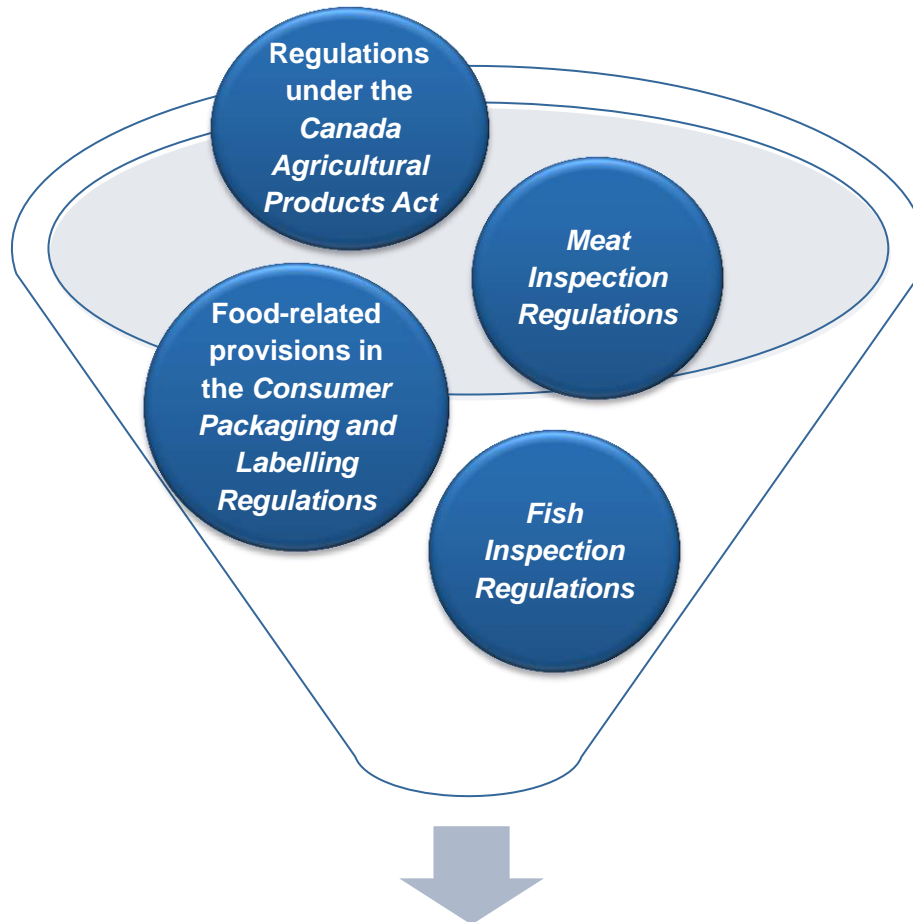 Regulations
under the
Canada
Agricultural
Products Act
Meat
Inspection
Regulations
Food-related
provisions in
the Consumer
Packaging and
Labelling
Regulations
Fish
Inspection
Regulations